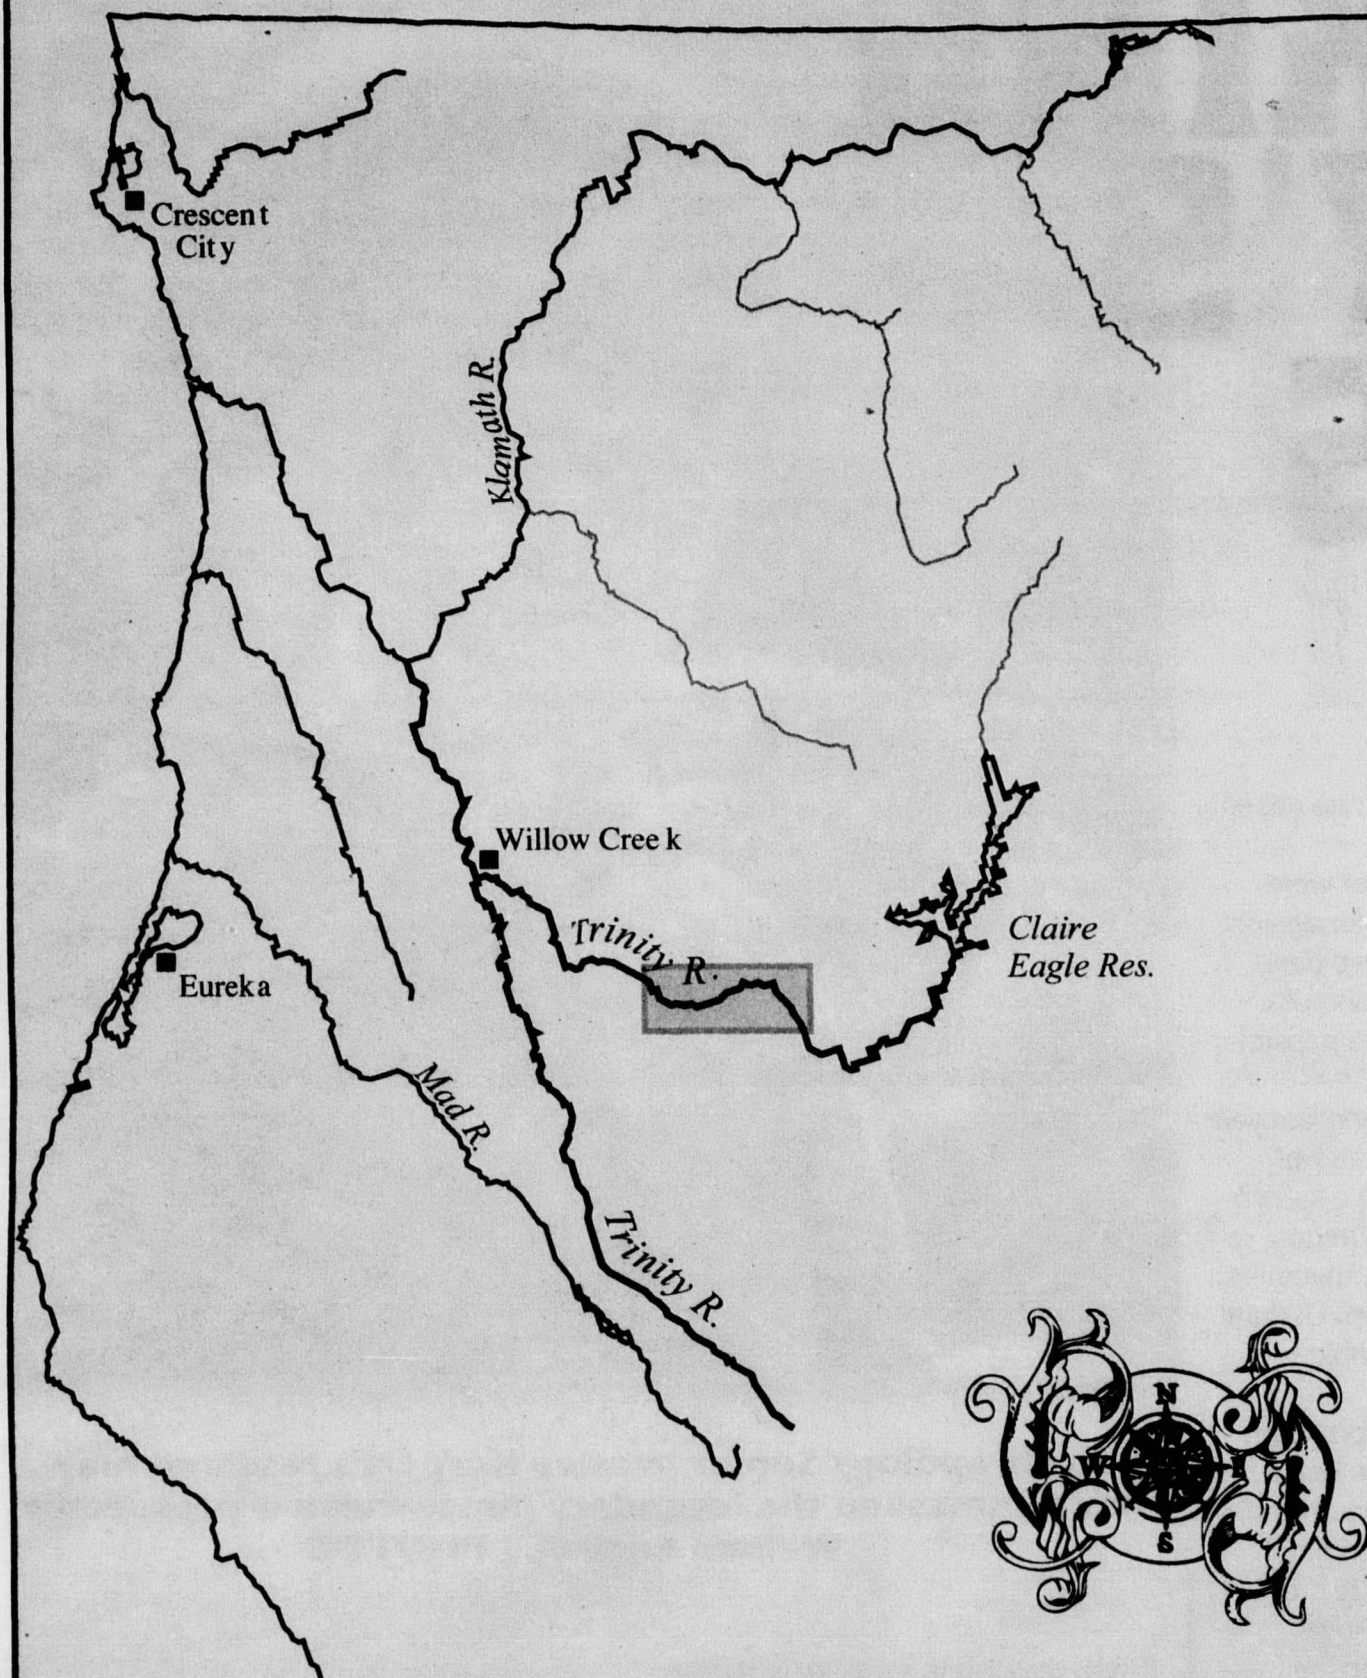 Crescent
City
Klamath R.
Willow Creek
Trinity R.
Claire
Eagle Res.
Eureka
Mad R.
Trinity R.
N
W
S